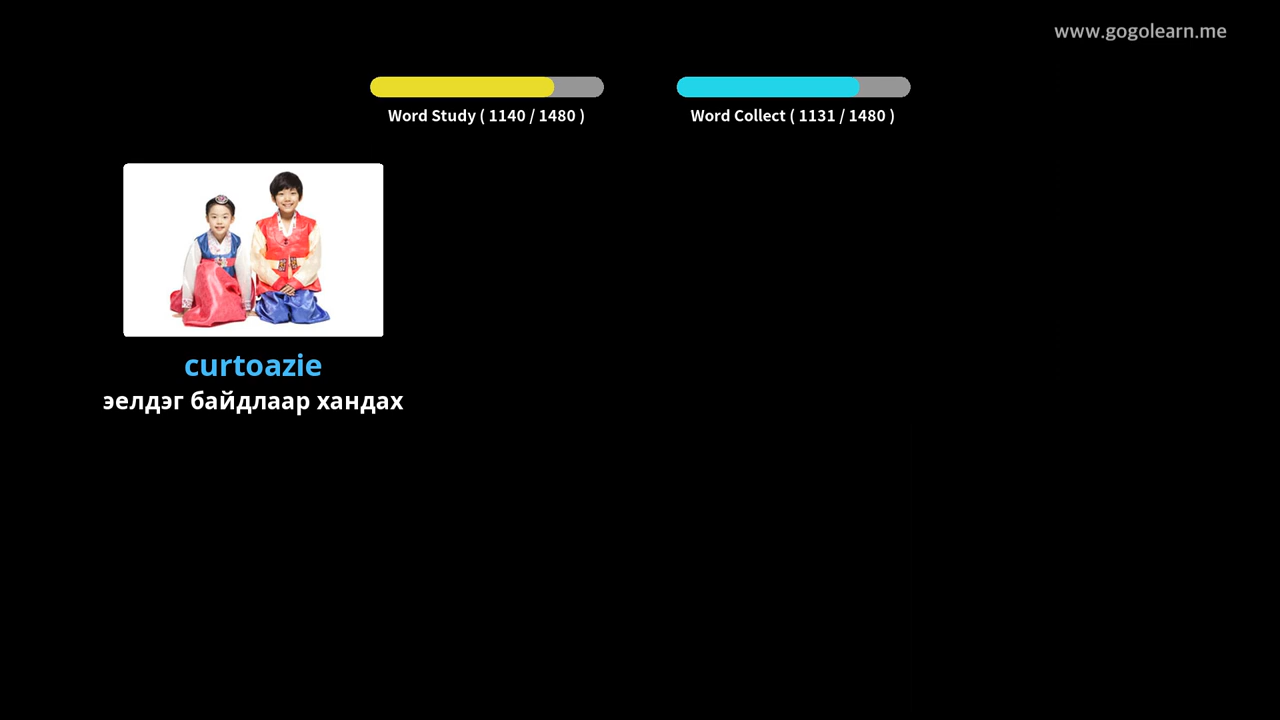 www.gogolearn.me
Word Study ( 1140 / 1480 )
Word Collect ( 1131 / 1480 )
curtoazie
эелдэг байдлаар хандах